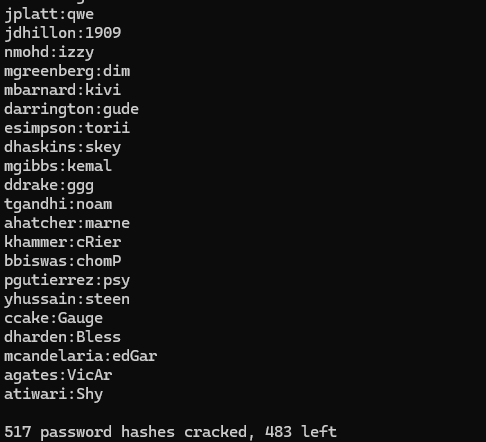 jplatt:qwe
jdhillon:1909
nmohd:izzy
mgreenberg:dim
mbarnard:kivi
darrington:gude
esimpson:torii
dhaskins:skey
mgibbs:kemal
ddrake:ggg
tgandhi:noam
ahatcher:marne
khammer:cRier
bbiswas:chomP
pgutierrez:psy
yhussain:steen
ccake:Gauge
dharden:Bless
mcandelaria:edGar
agates:VicAr
atiwari:Shy
517 password hashes cracked, 483 left